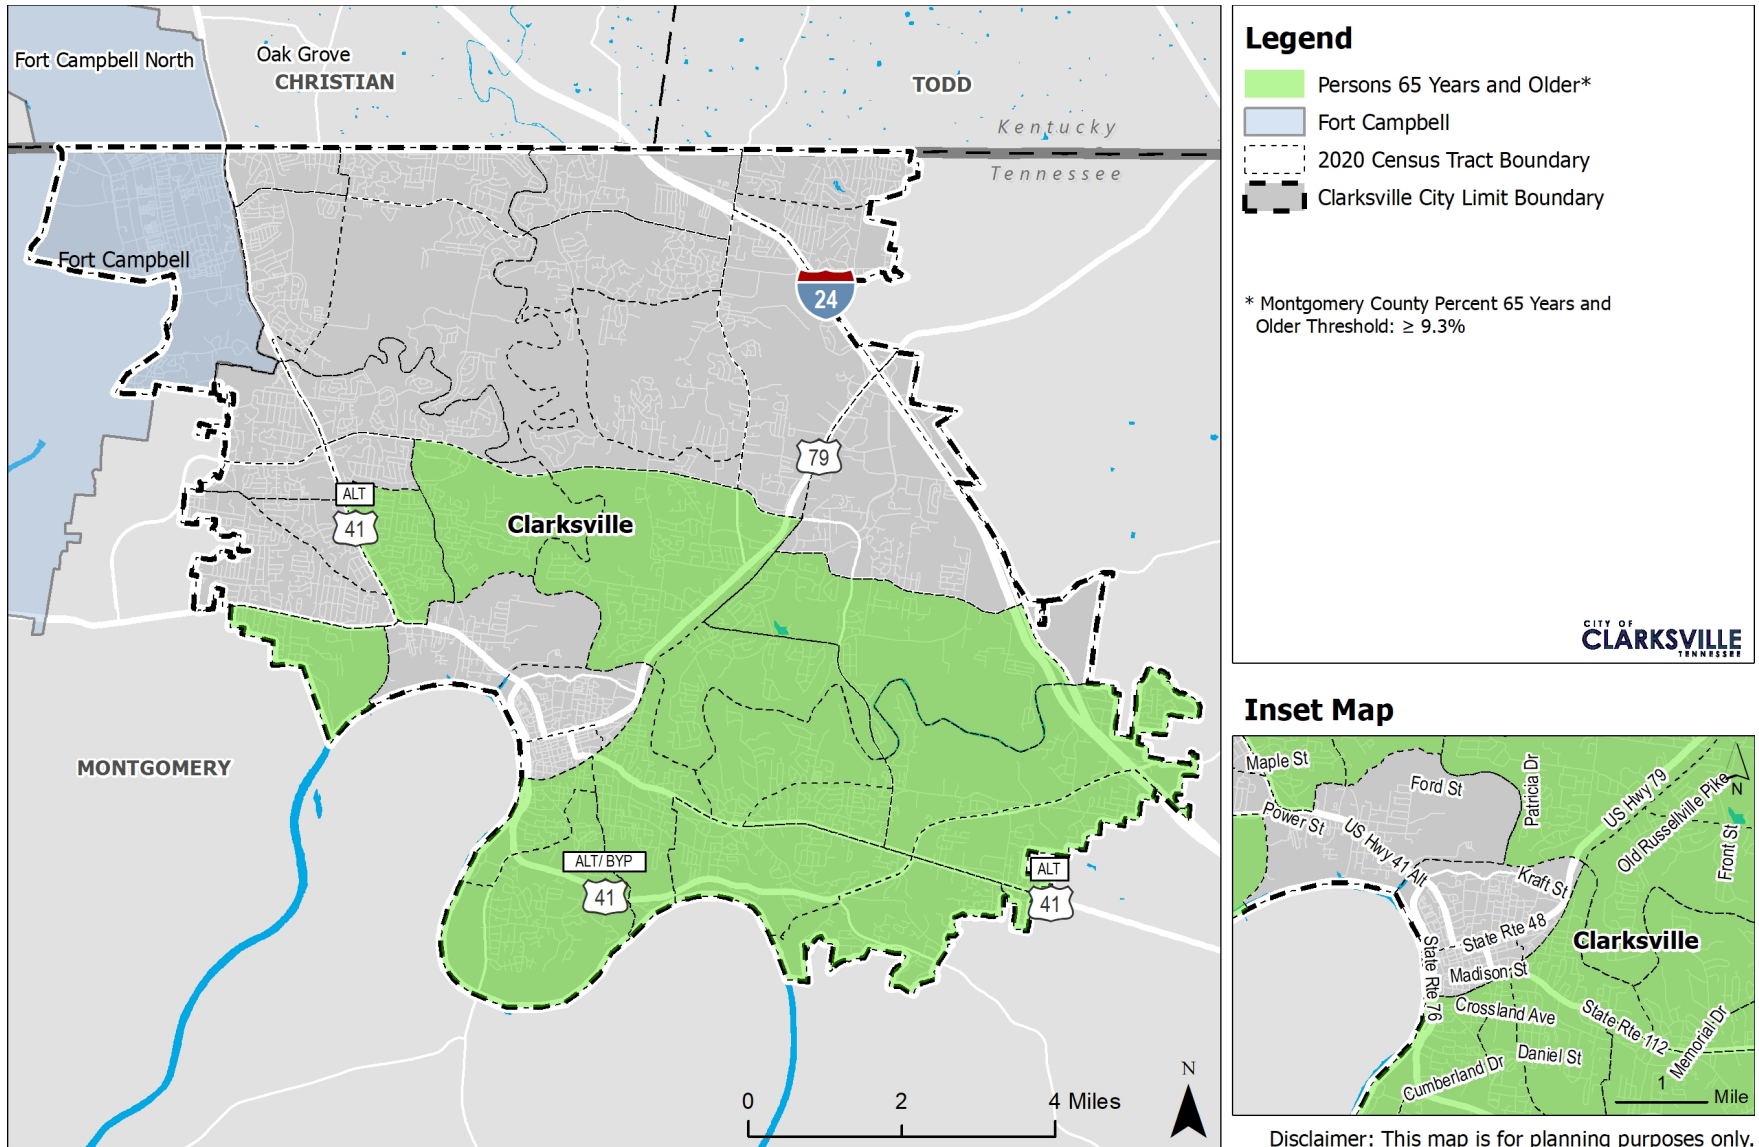 Fort Campbell North
Oak Grove
CHRISTIAN
TODD
Kentucky
Tennessee
Fort Campbell
24
79
ALT
41
Clarksville
MONTGOMERY
ALT/ BYP
41
ALT
41
0 2 4 Miles
N
Legend
Persons 65 Years and Older*
Fort Campbell
2020 Census Tract Boundary
Clarksville City Limit Boundary
* Montgomery County Percent 65 Years and
Older Threshold: ≥ 9.3%
CITY OF
CLARKSVILLE
TENNESSEE
Inset Map
Maple St
Ford St
Patricia Dr
US Hwy 79
N
Old Russellville Pike
Front St
Power St
US Hwy 41 Alt
Kraft St
State Rte 48
Clarksville
State Rte 76
Madison St
Crossland Ave
State Rte 112
Memorial Dr
Daniel St
Cumberland Dr
1
Mile
Disclaimer: This map is for planning purposes only.